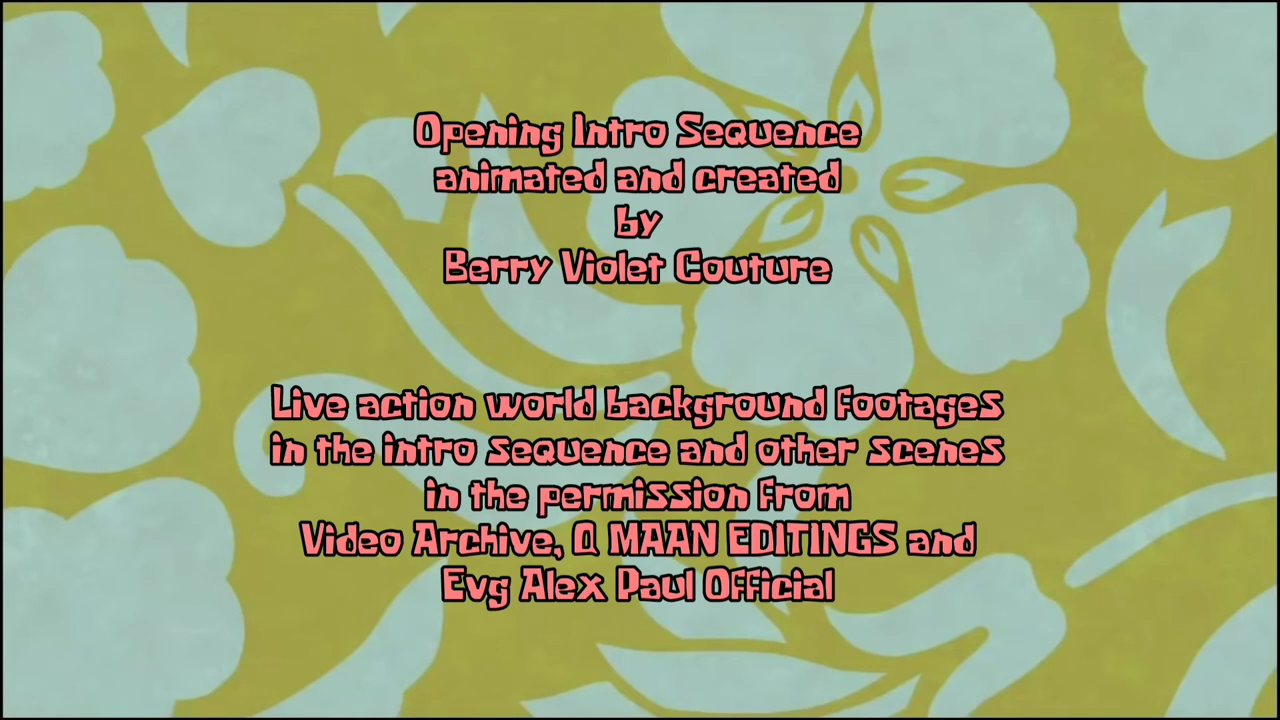 Opening Intro Sequence
animated and created
by
Berry Violet Couture
Live action world background footages
in the intro sequence and other scenes
in the permission from
Video Archive, Q MAAN EDITINGS and
Evg Alex Paul Official